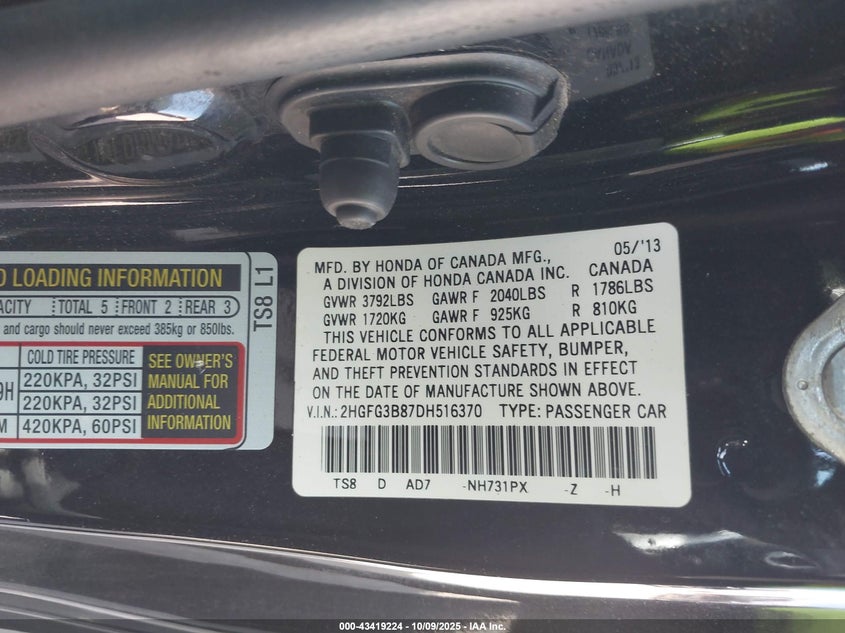 D LOADING INFORMATION
ACITY TOTAL 5 FRONT 2 REAR 3
and cargo should never exceed 385kg or 850lbs.
COLD TIRE PRESSURE
9H 220KPA, 32PSI
220KPA, 32PSI
M 420KPA, 60PSI
SEE OWNER'S
MANUAL FOR
ADDITIONAL
INFORMATION
TS8 L1
MFD. BY HONDA OF CANADA MFG., 05/'13
A DIVISION OF HONDA CANADA INC. CANADA
GVWR 3792LBS GAWR F 2040LBS R 1786LBS
GVWR 1720KG GAWR F 925KG R 810KG
THIS VEHICLE CONFORMS TO ALL APPLICABLE
FEDERAL MOTOR VEHICLE SAFETY, BUMPER,
AND THEFT PREVENTION STANDARDS IN EFFECT
ON THE DATE OF MANUFACTURE SHOWN ABOVE.
V.I.N.: 2HGFG3B87DH516370 TYPE: PASSENGER CAR
TS8 D AD7 -NH731PX -Z -H
000-43419224 - 10/09/2025 - IAA Inc.